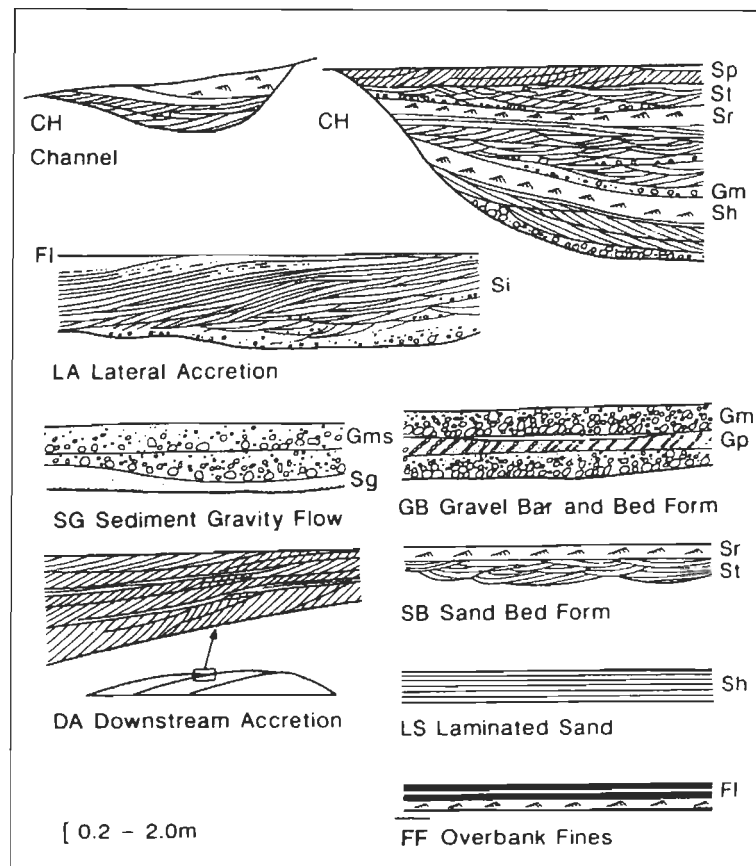 Sp
St
Sr
CH
CH
Channel
Gm
Sh
Fl
Si
LA Lateral Accretion
Gms
Sg
SG Sediment Gravity Flow
Gm
Gp
GB Gravel Bar and Bed Form
Sr
St
SB Sand Bed Form
DA Downstream Accretion
Sh
LS Laminated Sand
Fl
FF Overbank Fines
[ 0.2 – 2.0m